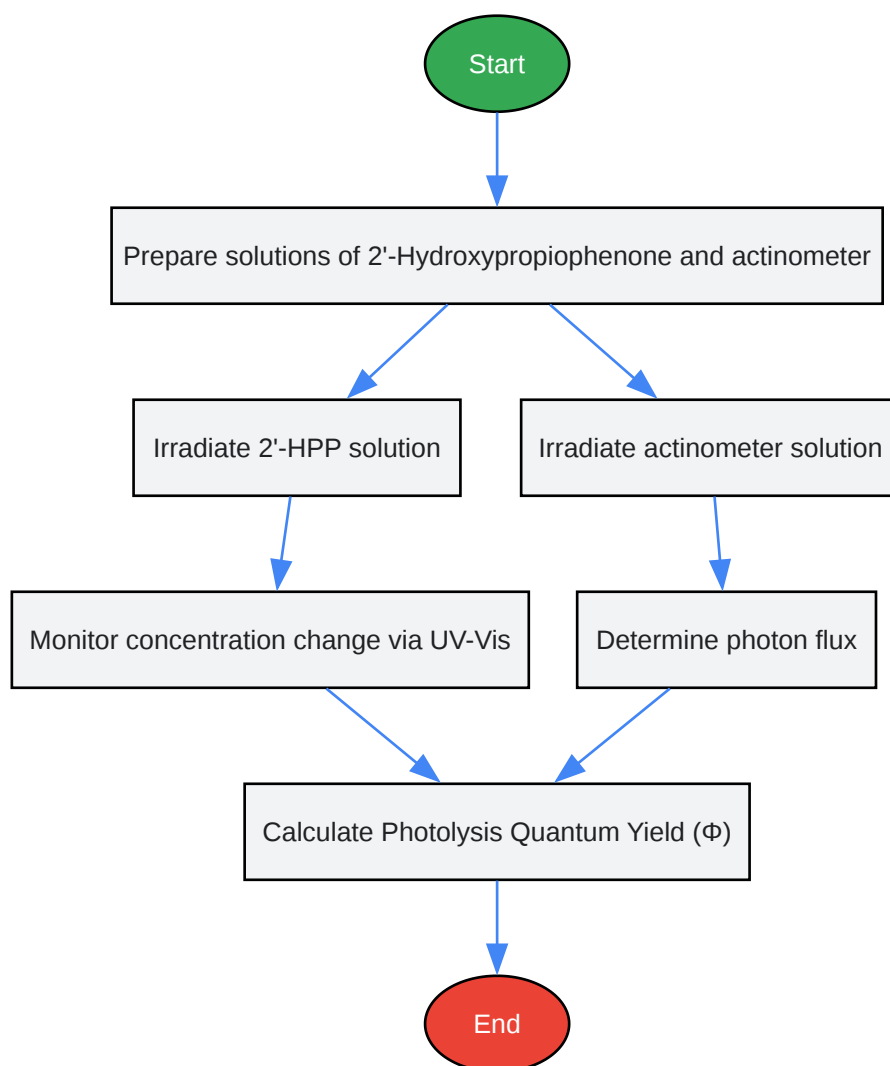 Start
Prepare solutions of 2'-Hydroxypropiophenone and actinometer
Irradiate 2'-HPP solution
Irradiate actinometer solution
Monitor concentration change via UV-Vis
Determine photon flux
Calculate Photolysis Quantum Yield (Φ)
End